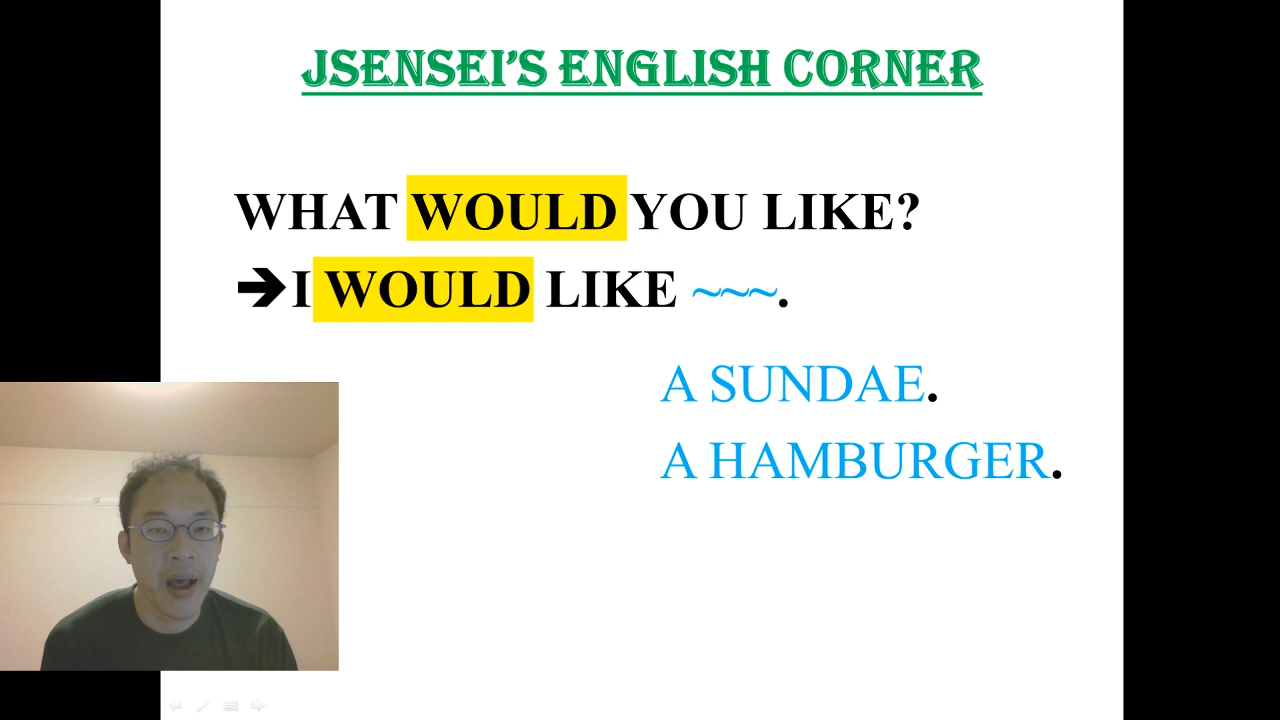 JSENSEI'S ENGLISH CORNER
WHAT WOULD YOU LIKE?
➔I WOULD LIKE ~~~.
A SUNDAE.
A HAMBURGER.